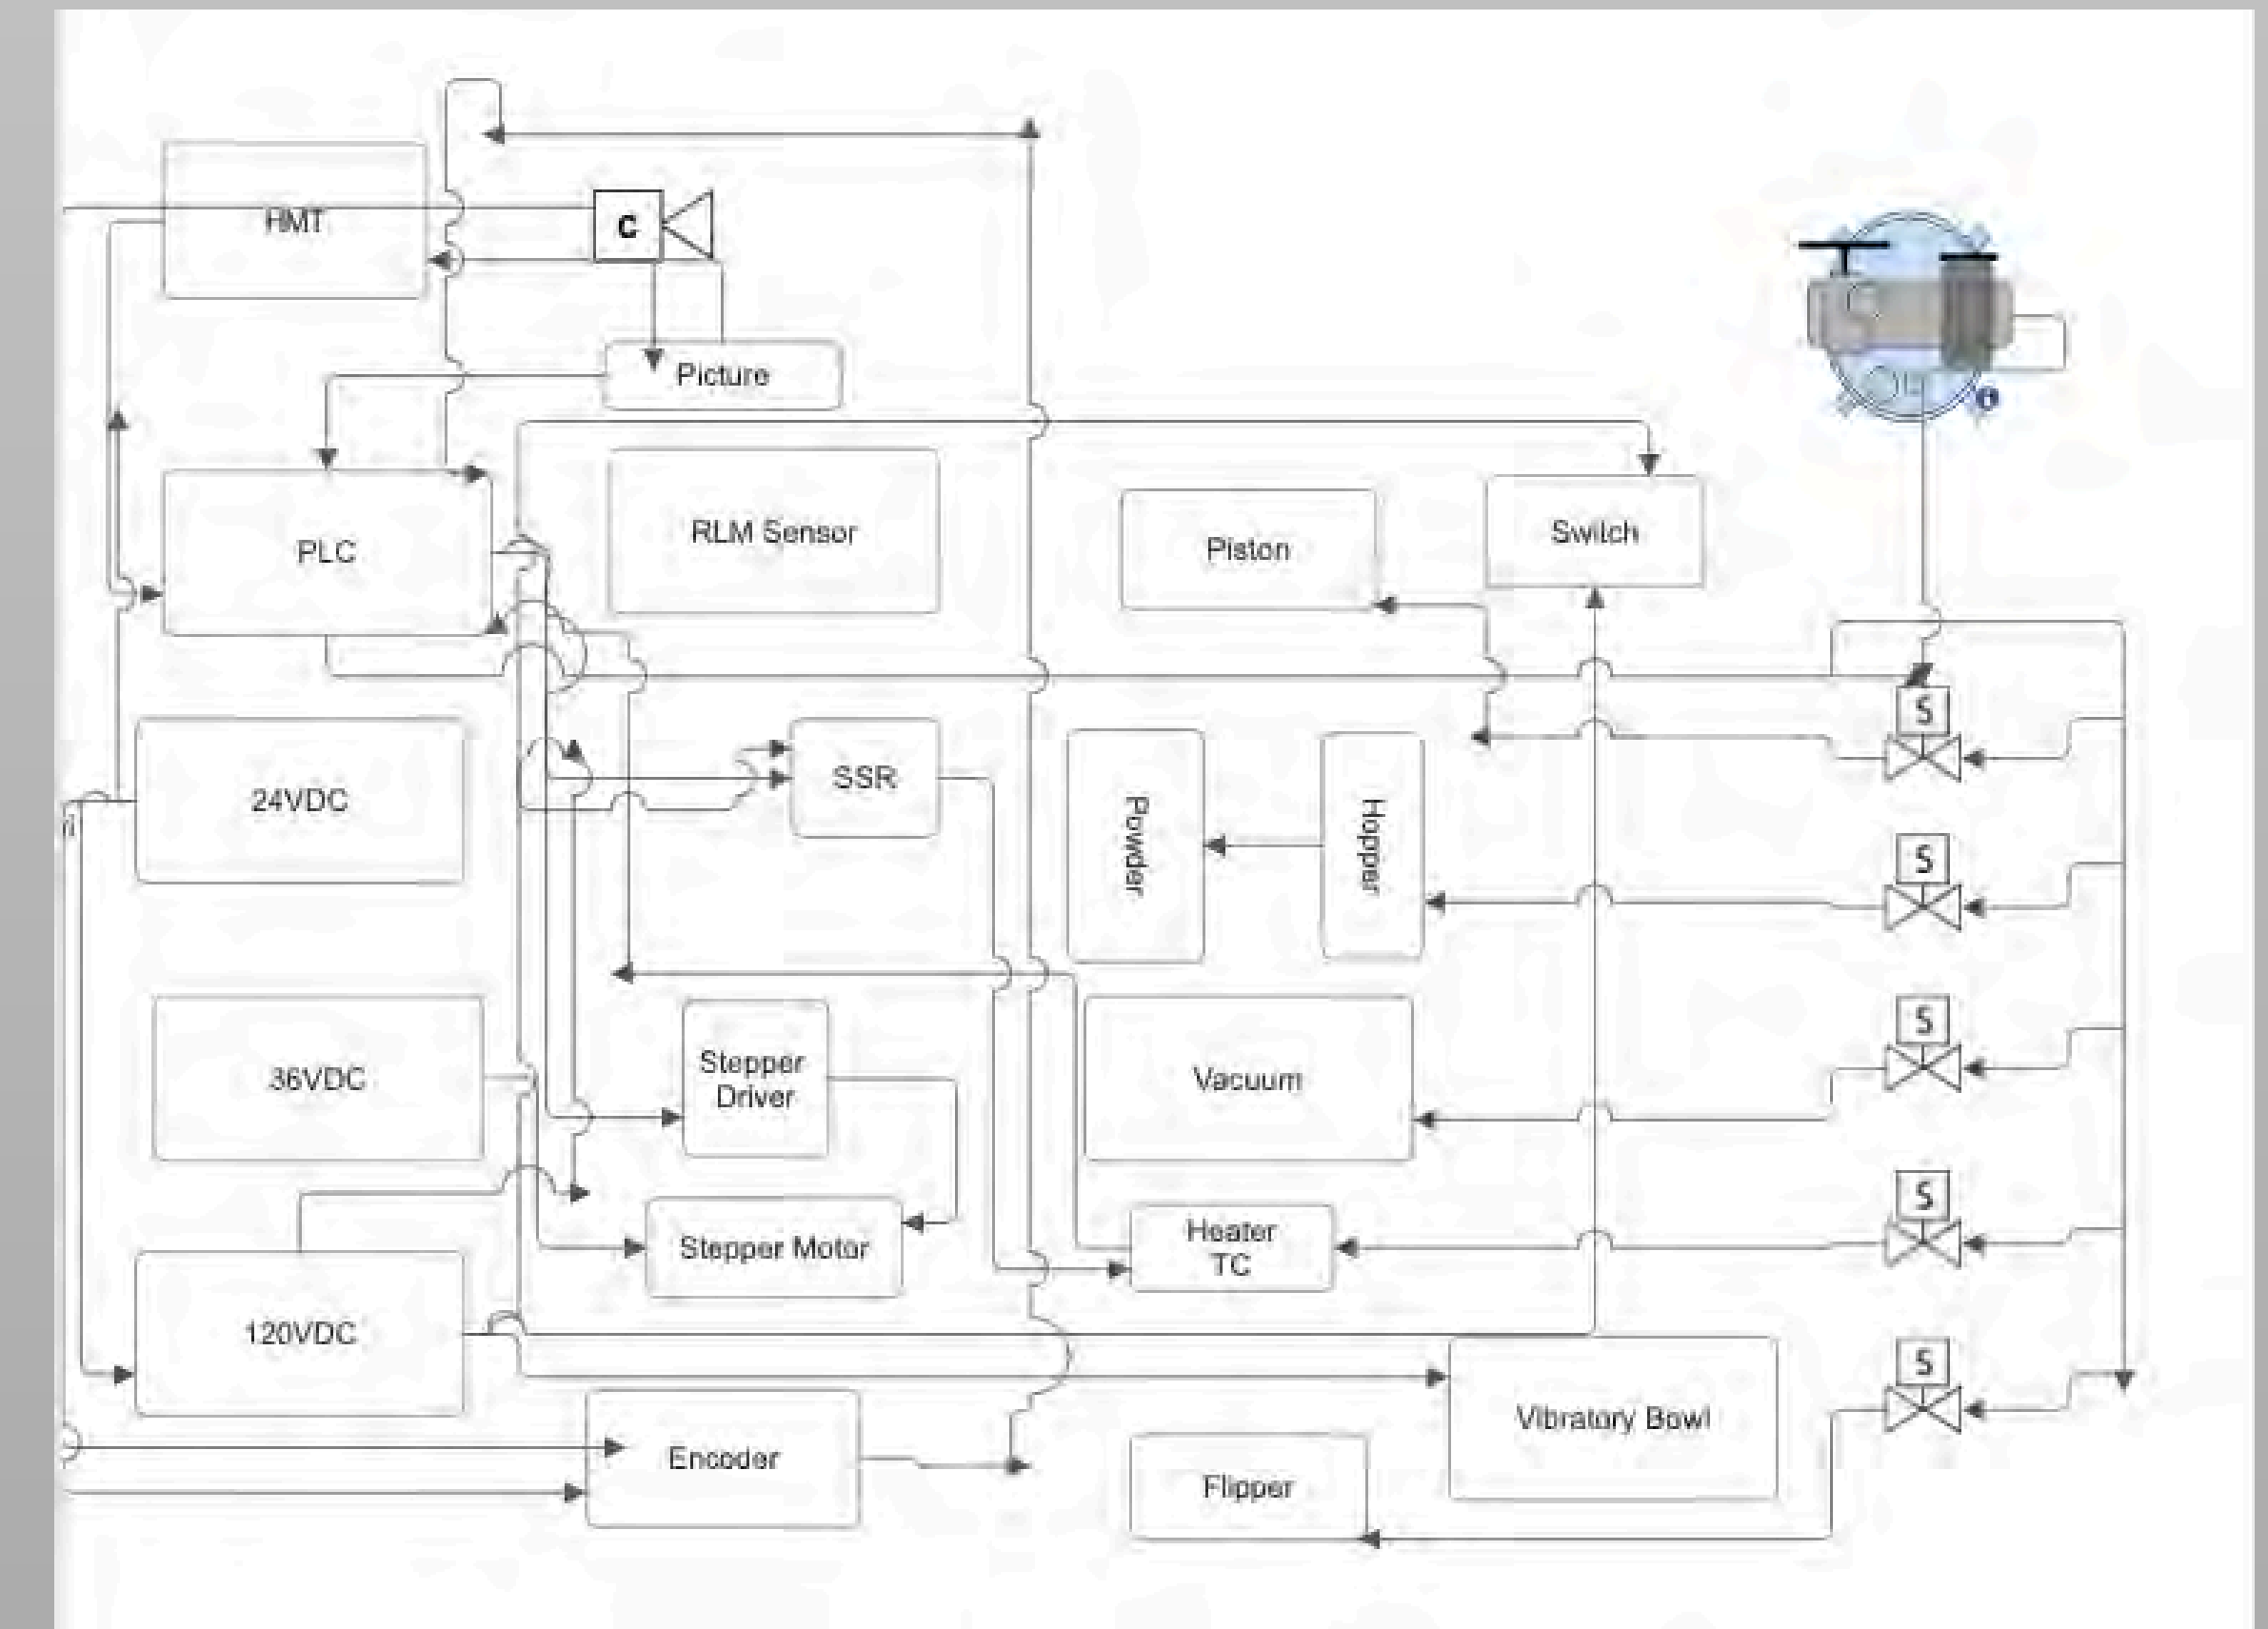 HMT
C
Picture
PLC
RLM Sensor
Piston
Switch
24VDC
SSR
Powder
Hopper
S
S
36VDC
Stepper
Driver
Vacuum
S
Stepper Motor
Heater
TC
S
120VDC
Encoder
Flipper
Vibratory Bowl
S